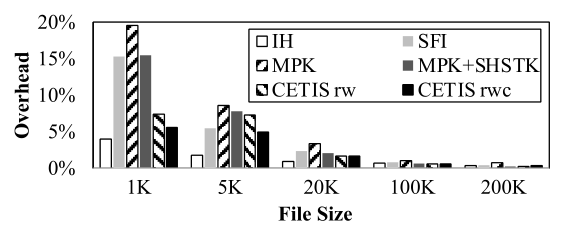 20%
15%
10%
5%
0%
Overhead
IH SFI
MPK MPK+SHSTK
CETIS rw CETIS rwc
1K 5K 20K 100K 200K
File Size